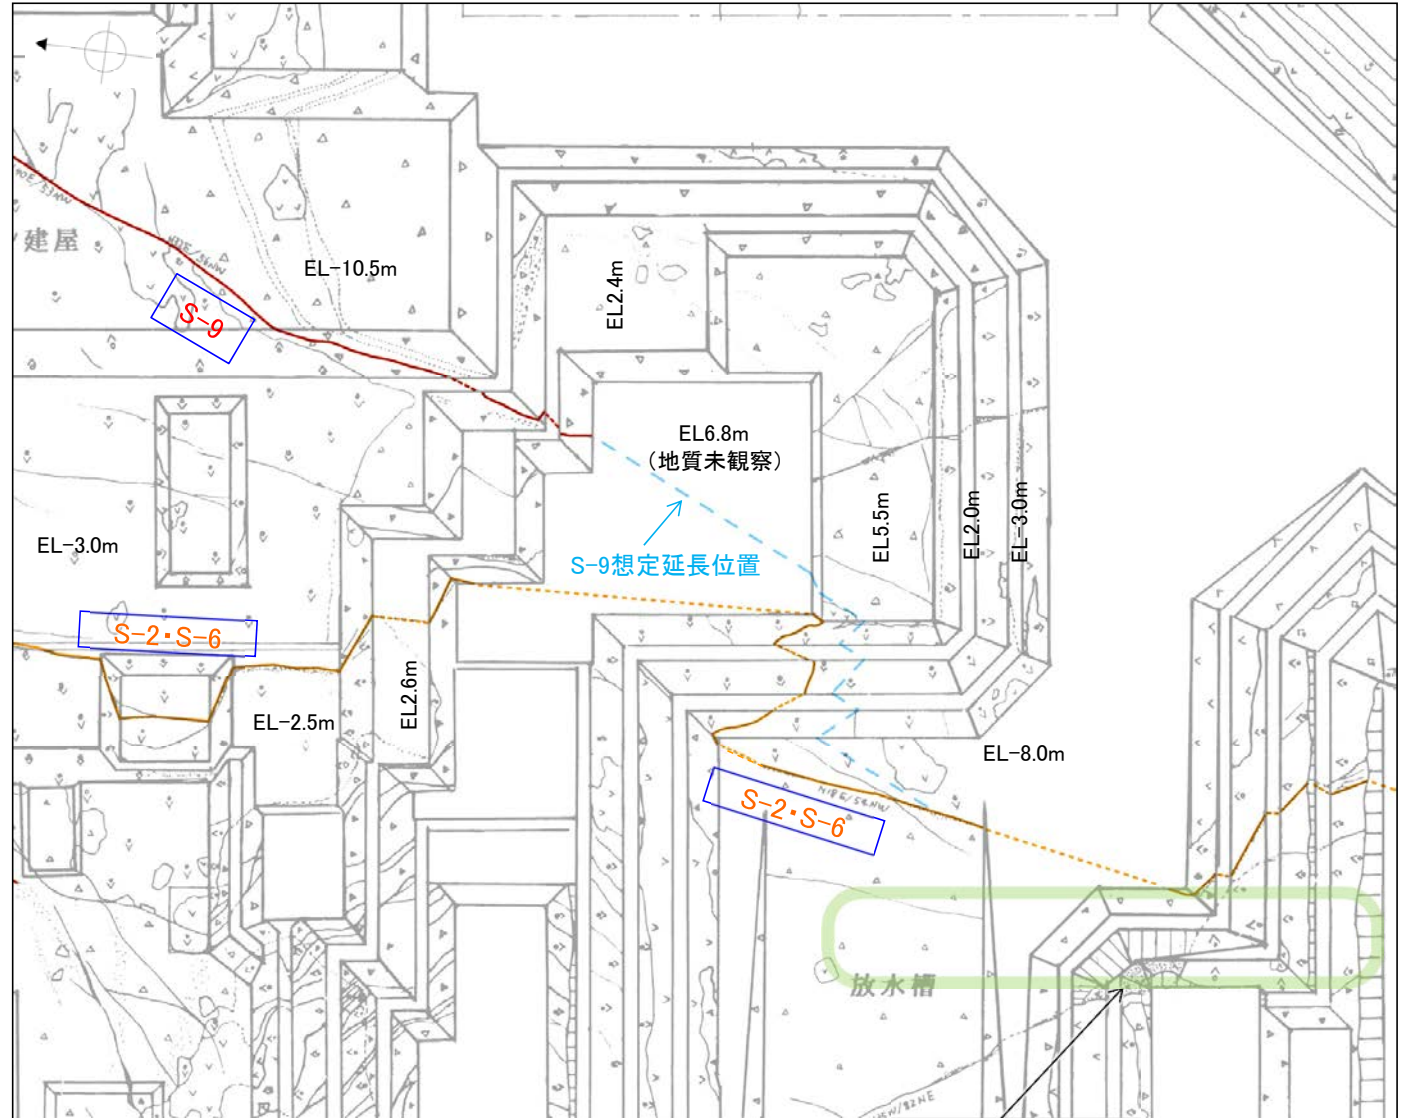 建屋
EL-10.5m
S-9
EL2.4m
EL6.8m
（地質未観察）
S-9想定延長位置
EL5.5m
EL2.0m
EL-3.0m
EL-3.0m
S-2・S-6
EL-2.5m
EL2.6m
EL-8.0m
S-2・S-6
放水槽